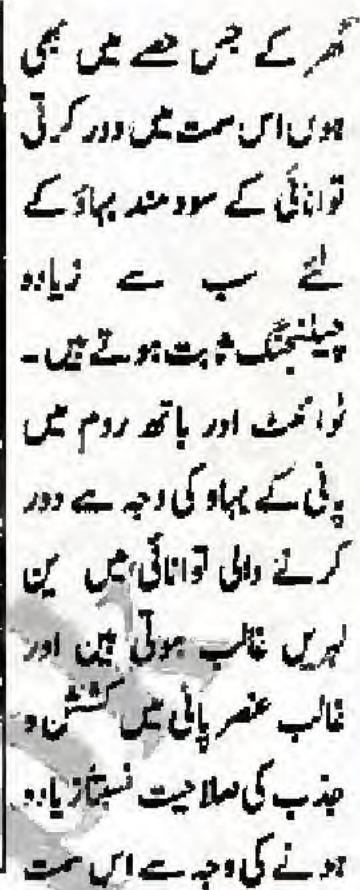 گھر کے جس حصے میں بھی
ہوں اس سمت میں دور کرتی
توانائی کے سودمند بہاؤ کے
لئے سب سے زیادہ
چیلنجنگ ثابت ہوتے ہیں۔
ٹوائلٹ اور باتھ روم میں
پانی کے بہاو کی وجہ سے دور
کرنے والی توانائی میں ین
لہریں غالب ہوتی ہین اور
غالب عنصر پانی میں کشش و
جذب کی صلاحیت نسبتاً زیادہ
ہونے کی وجہ سے اس سمت